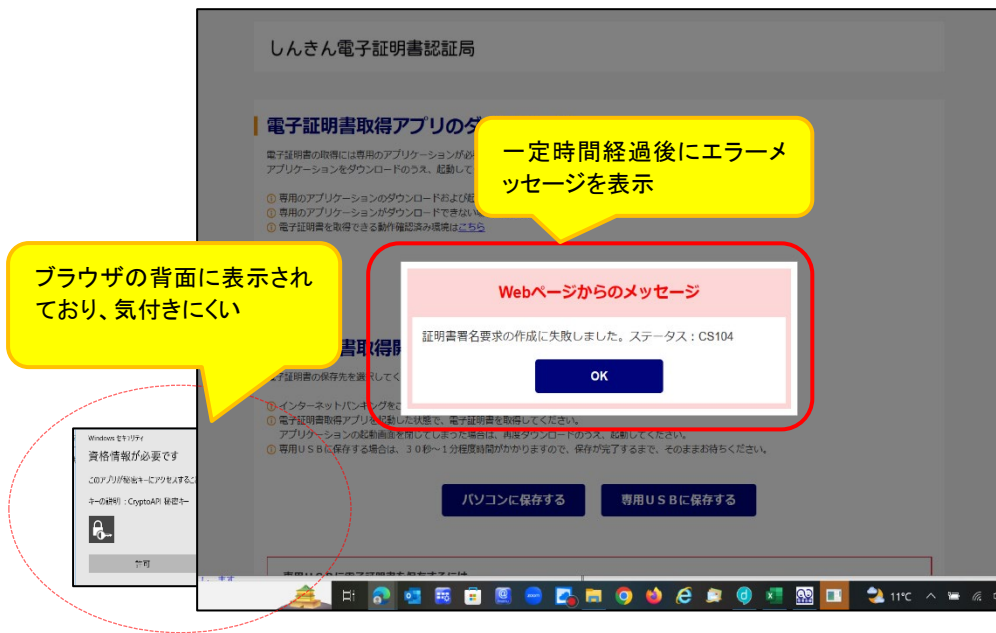 しんきん電子証明書認証局
電子証明書取得アプリのダ
電子証明書の取得には専用のアプリケーションが必
アプリケーションをダウンロードのうえ、起動して
専用のアプリケーションのダウンロードおよび起
専用のアプリケーションがダウンロードできない
電子証明書を取得できる動作確認済み環境はこちら
一定時間経過後にエラーメ
ッセージを表示
ブラウザの背面に表示され
ており、気付きにくい
Webページからのメッセージ
証明書署名要求の作成に失敗しました。ステータス：CS104
OK
書取得開
子証明書の保存先を選択してく
インターネットバンキングをご
電子証明書取得アプリを起動した状態で、電子証明書を取得してください。
アプリケーションの起動画面を閉じてしまった場合は、再度ダウンロードのうえ、起動してください。
専用ＵＳＢに保存する場合は、３０秒～１分程度時間がかかりますので、保存が完了するまで、そのままお待ちください。
パソコンに保存する
専用ＵＳＢに保存する
Windows セキュリティ
資格情報が必要です
このアプリが秘密キーにアクセスするこ
キーの説明：CryptoAPI 秘密キー
許可
専用ＵＳＢに電子証明書を保存するには
11℃